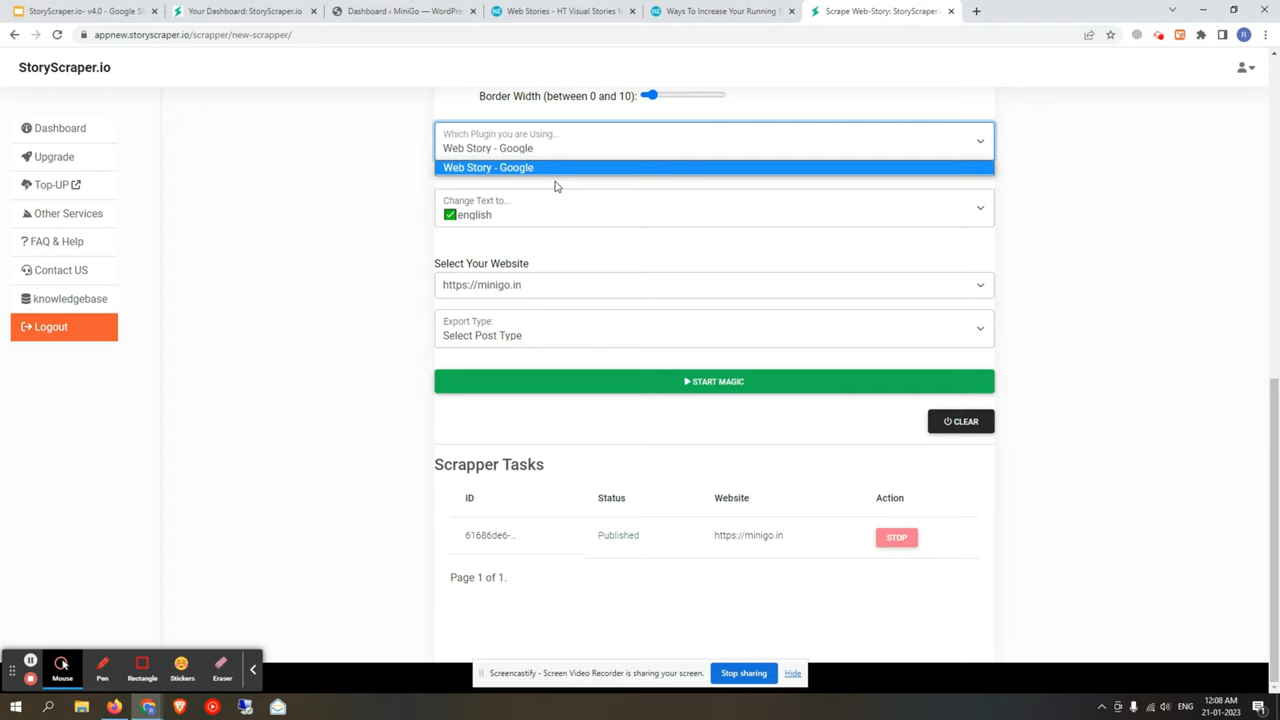 StoryScraper.io - v4.0 - Google Sl
Your Dashboard: StoryScraper.io
Dashboard ‹ MiniGo — WordPre
Web Stories - HT Visual Stories f
Ways To Increase Your Running S
Scrape Web-Story: StoryScraper.i
appnew.storyscraper.io/scrapper/new-scrapper/
R
StoryScraper.io
Border Width (between 0 and 10):
Dashboard
Upgrade
Top-UP
Other Services
? FAQ & Help
Contact US
knowledgebase
Logout
Which Plugin you are Using...
Web Story - Google
Web Story - Google
Change Text to...
✅english
Select Your Website
https://minigo.in
Export Type:
Select Post Type
START MAGIC
CLEAR
Scrapper Tasks
ID Status Website Action
61686de6-... Published https://minigo.in STOP
Page 1 of 1.
Mouse Pen Rectangle Stickers Eraser
Screencastify - Screen Video Recorder is sharing your screen. Stop sharing Hide
ENG
12:08 AM
21-01-2023
1